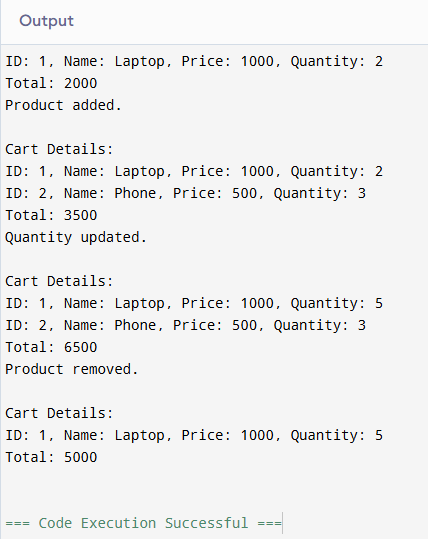 Output
ID: 1, Name: Laptop, Price: 1000, Quantity: 2
Total: 2000
Product added.
Cart Details:
ID: 1, Name: Laptop, Price: 1000, Quantity: 2
ID: 2, Name: Phone, Price: 500, Quantity: 3
Total: 3500
Quantity updated.
Cart Details:
ID: 1, Name: Laptop, Price: 1000, Quantity: 5
ID: 2, Name: Phone, Price: 500, Quantity: 3
Total: 6500
Product removed.
Cart Details:
ID: 1, Name: Laptop, Price: 1000, Quantity: 5
Total: 5000
=== Code Execution Successful ===